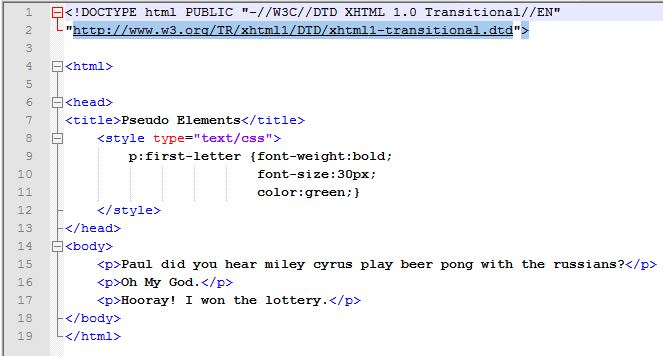 1 <!DOCTYPE html PUBLIC "-//W3C//DTD XHTML 1.0 Transitional//EN"
2 "http://www.w3.org/TR/xhtml1/DTD/xhtml1-transitional.dtd">
3
4 <html>
5
6 <head>
7 <title>Pseudo Elements</title>
8     <style type="text/css">
9         p:first-letter {font-weight:bold;
10                         font-size:30px;
11                         color:green;}
12     </style>
13 </head>
14 <body>
15     <p>Paul did you hear miley cyrus play beer pong with the russians?</p>
16     <p>Oh My God.</p>
17     <p>Hooray! I won the lottery.</p>
18 </body>
19 </html>